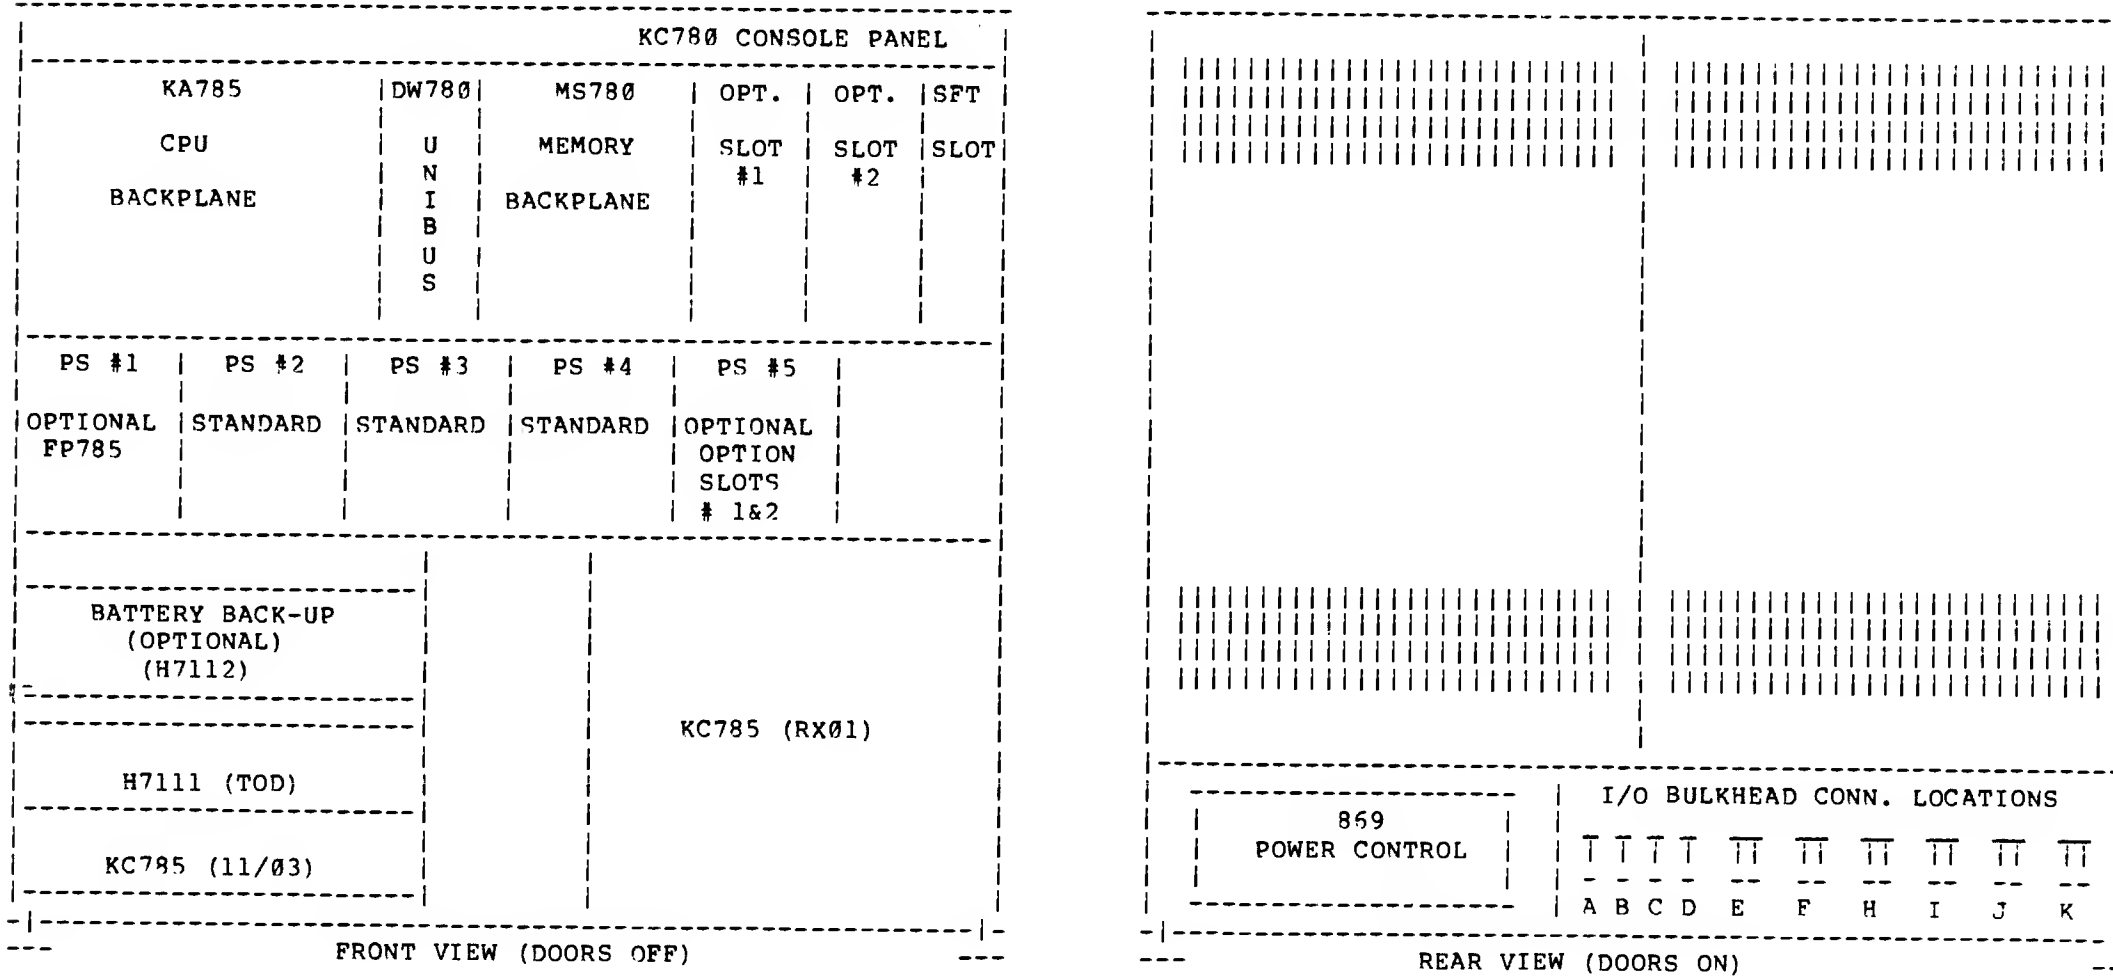 KC780 CONSOLE PANEL
KA785 DW780 MS780 OPT. OPT. SFT
CPU U MEMORY SLOT SLOT SLOT
N #1 #2
BACKPLANE I BACKPLANE
B
U
S
PS #1 PS #2 PS #3 PS #4 PS #5
OPTIONAL STANDARD STANDARD STANDARD OPTIONAL
FP785 OPTION
SLOTS
# 1&2
BATTERY BACK-UP
(OPTIONAL)
(H7112)
KC785 (RXØ1)
H7111 (TOD)
KC785 (11/Ø3)
FRONT VIEW (DOORS OFF)
I/O BULKHEAD CONN. LOCATIONS
869
POWER CONTROL
A B C D E F H I J K
REAR VIEW (DOORS ON)